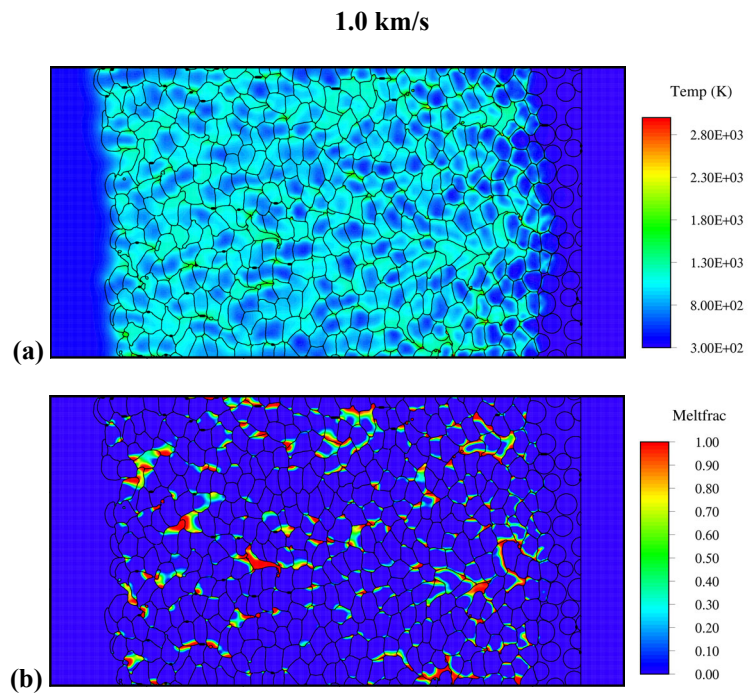 1.0 km/s
Temp (K)
2.80E+03
2.30E+03
1.80E+03
1.30E+03
8.00E+02
3.00E+02
(a)
Meltfrac
1.00
0.90
0.80
0.70
0.60
0.50
0.40
0.30
0.20
0.10
0.00
(b)